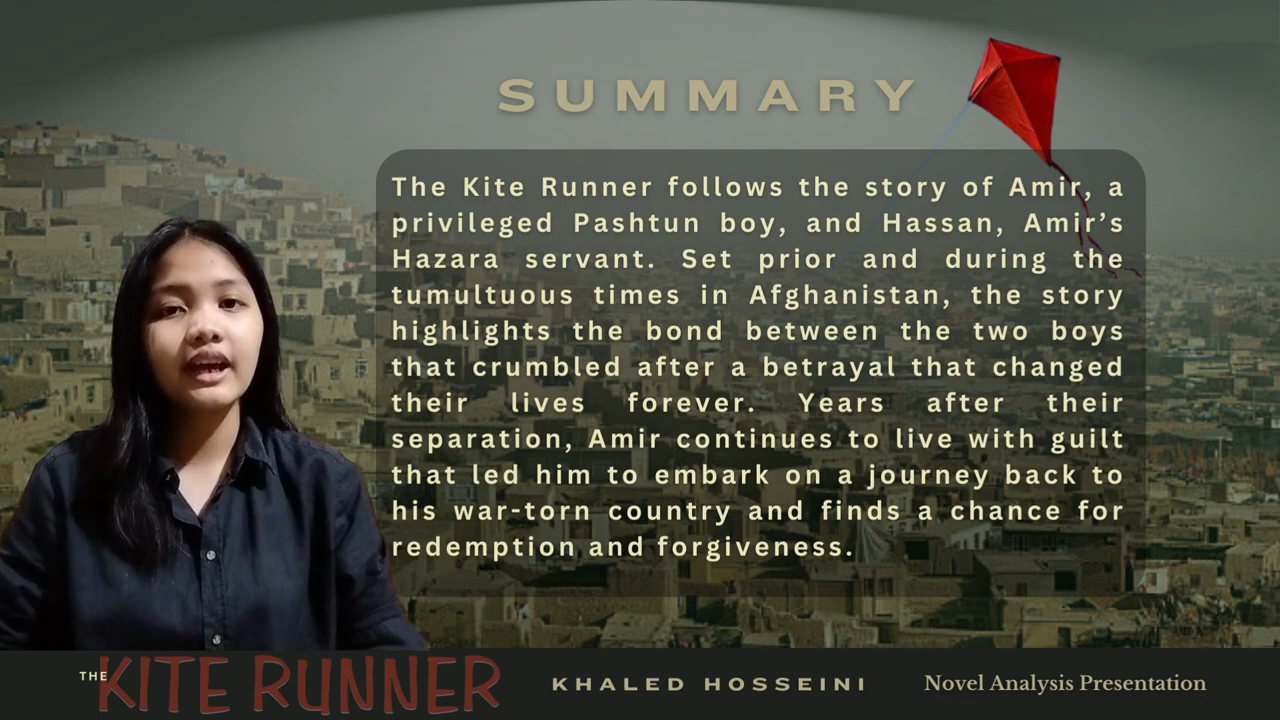 SUMMARY
The Kite Runner follows the story of Amir, a
privileged Pashtun boy, and Hassan, Amir’s
Hazara servant. Set prior and during the
tumultuous times in Afghanistan, the story
highlights the bond between the two boys
that crumbled after a betrayal that changed
their lives forever. Years after their
separation, Amir continues to live with guilt
that led him to embark on a journey back to
his war-torn country and finds a chance for
redemption and forgiveness.
THE KITE RUNNER
KHALED HOSSEINI
Novel Analysis Presentation